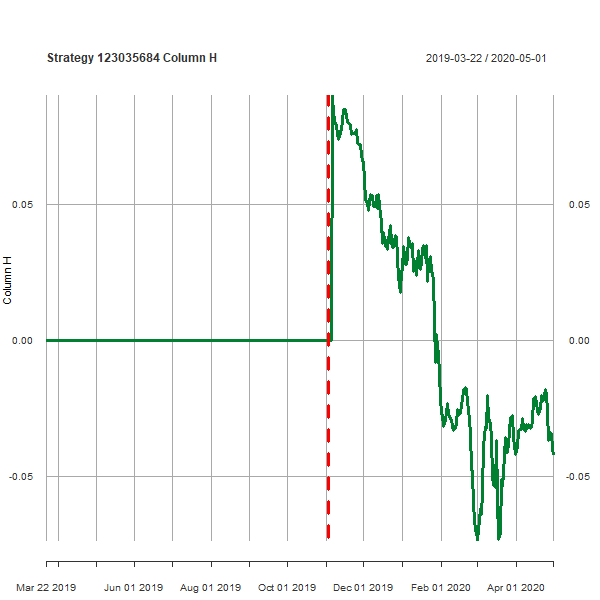 Strategy 123035684 Column H
2019-03-22 / 2020-05-01
0.05
0.05
Column H
0.00
0.00
-0.05
-0.05
Mar 22 2019
Jun 01 2019
Aug 01 2019
Oct 01 2019
Dec 01 2019
Feb 01 2020
Apr 01 2020